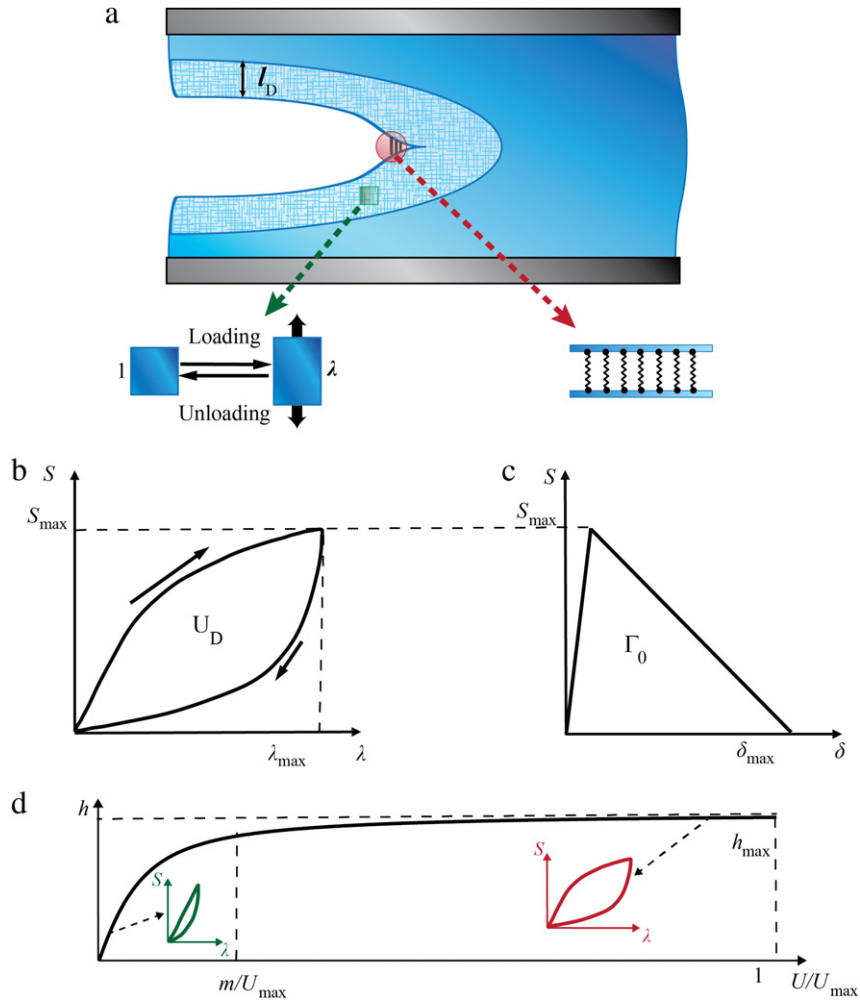 a
l_D
Loading
1
λ
Unloading
b
S
S_max
U_D
λ_max
λ
c
S
S_max
Γ_0
δ_max
δ
d
h
h_max
S
λ
S
λ
m/U_max
1
U/U_max